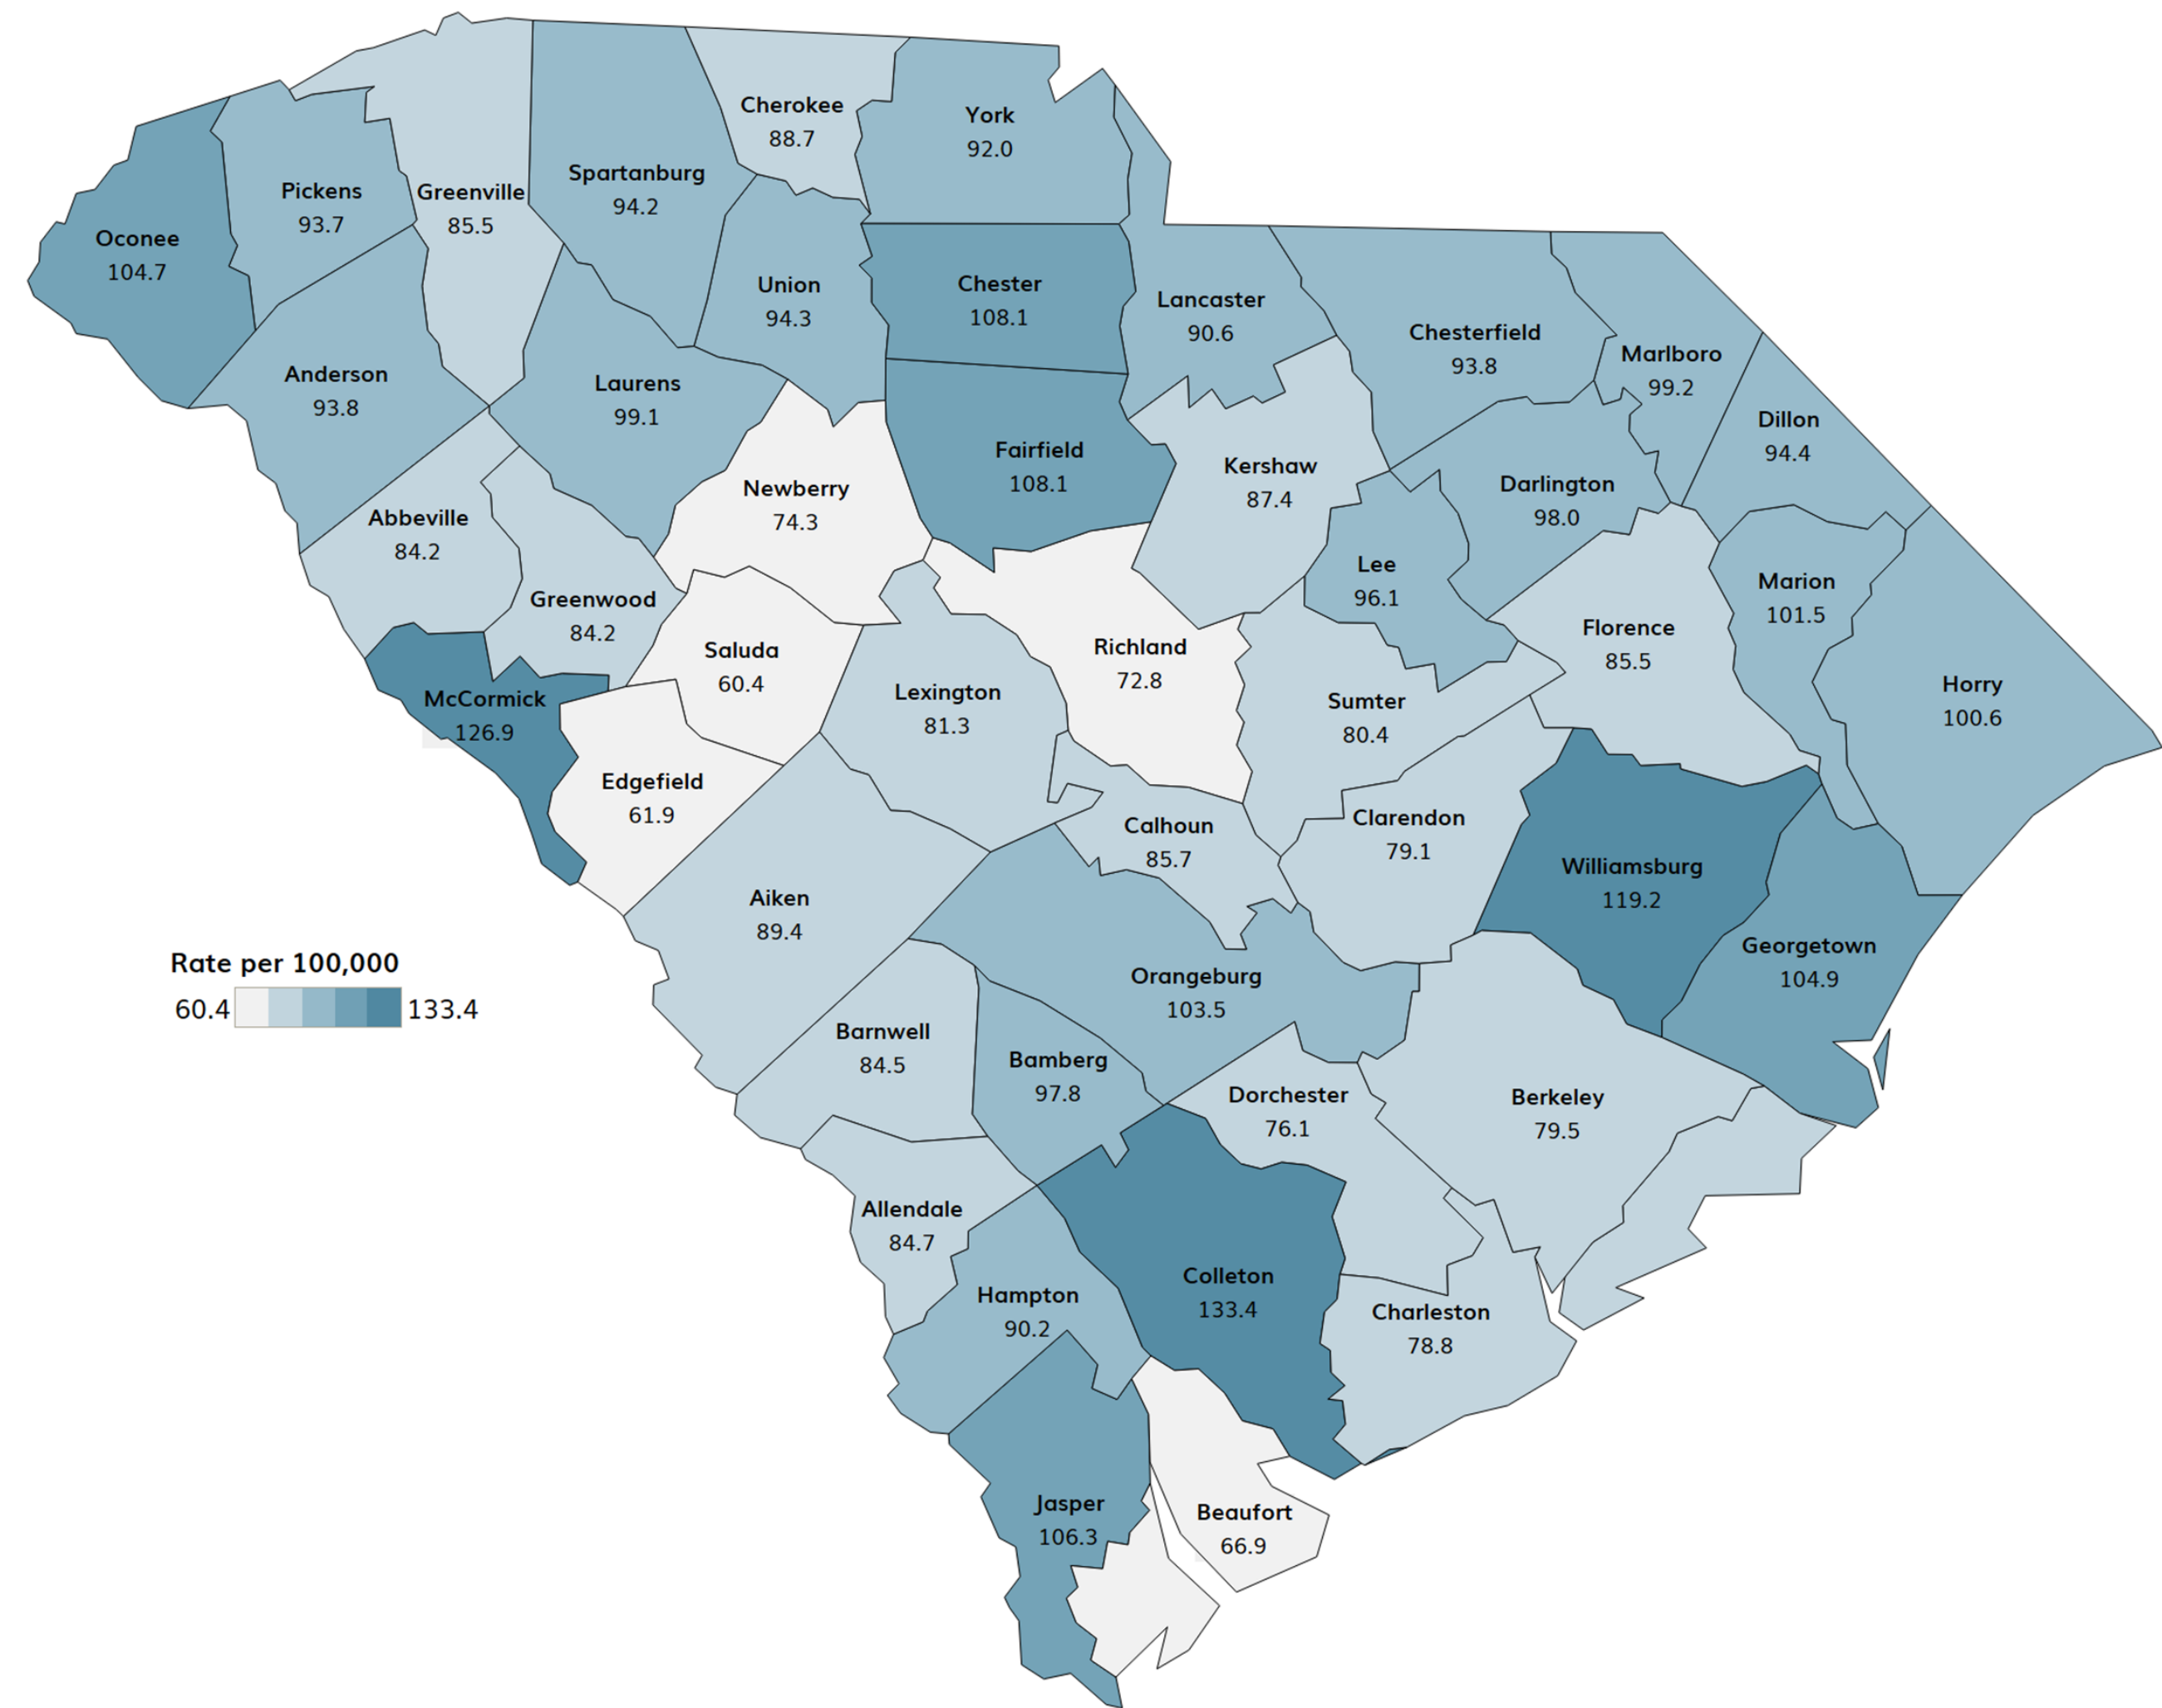 Cherokee
88.7
York
92.0
Spartanburg
94.2
Pickens
93.7
Greenville
85.5
Oconee
104.7
Union
94.3
Chester
108.1
Lancaster
90.6
Chesterfield
93.8
Marlboro
99.2
Anderson
93.8
Laurens
99.1
Dillon
94.4
Fairfield
108.1
Kershaw
87.4
Darlington
98.0
Newberry
74.3
Abbeville
84.2
Lee
96.1
Marion
101.5
Greenwood
84.2
Florence
85.5
Richland
72.8
Saluda
60.4
Horry
100.6
Lexington
81.3
McCormick
126.9
Sumter
80.4
Edgefield
61.9
Clarendon
79.1
Calhoun
85.7
Williamsburg
119.2
Aiken
89.4
Georgetown
104.9
Rate per 100,000
60.4 133.4
Orangeburg
103.5
Barnwell
84.5
Bamberg
97.8
Dorchester
76.1
Berkeley
79.5
Allendale
84.7
Colleton
133.4
Hampton
90.2
Charleston
78.8
Jasper
106.3
Beaufort
66.9